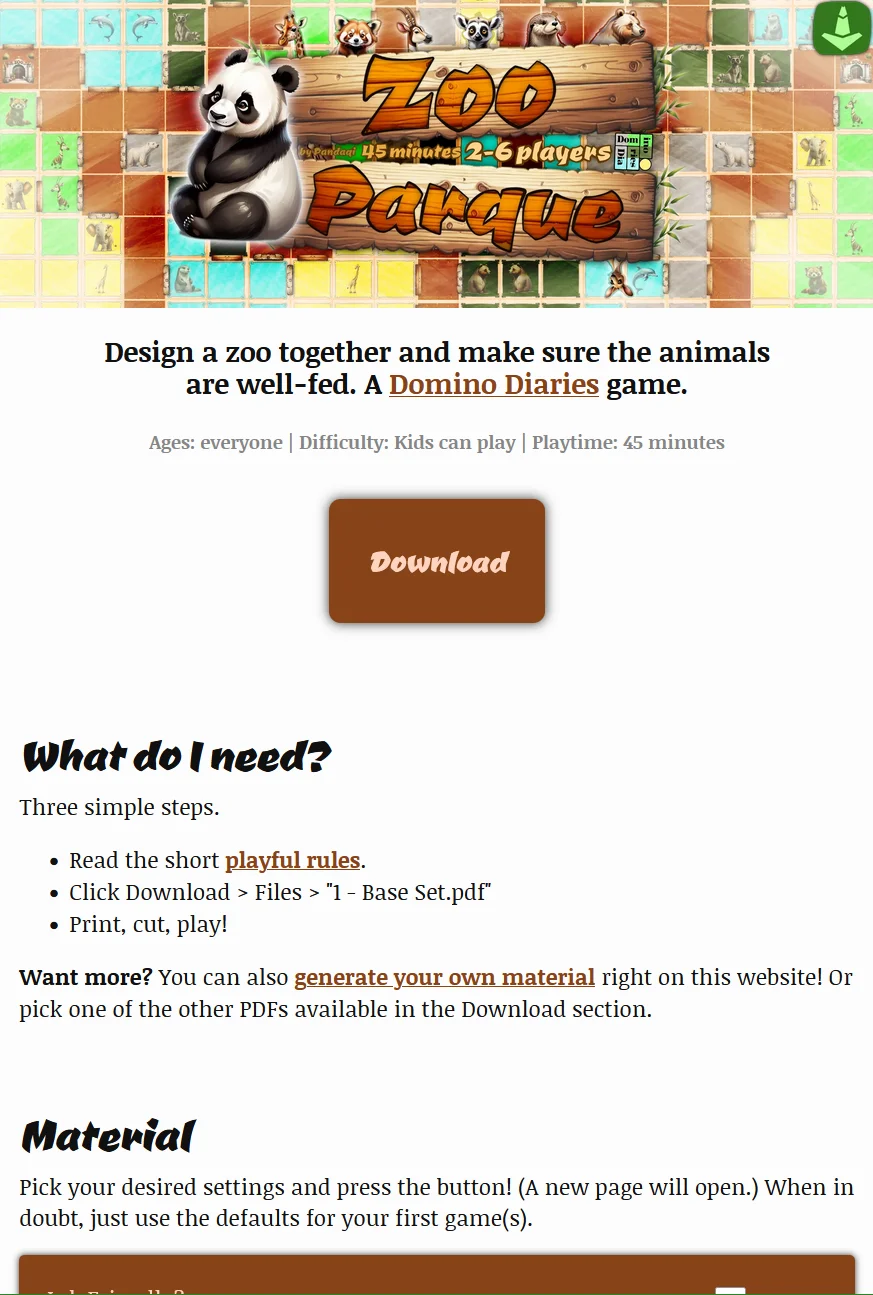 Zoo
by Pandaqi 45 minutes 2-6 players
Domino
Diaries
Parque
Design a zoo together and make sure the animals
are well-fed. A Domino Diaries game.
Ages: everyone | Difficulty: Kids can play | Playtime: 45 minutes
Download
What do I need?
Three simple steps.
• Read the short playful rules.
• Click Download > Files > "1 - Base Set.pdf"
• Print, cut, play!
Want more? You can also generate your own material right on this website! Or
pick one of the other PDFs available in the Download section.
Material
Pick your desired settings and press the button! (A new page will open.) When in
doubt, just use the defaults for your first game(s).